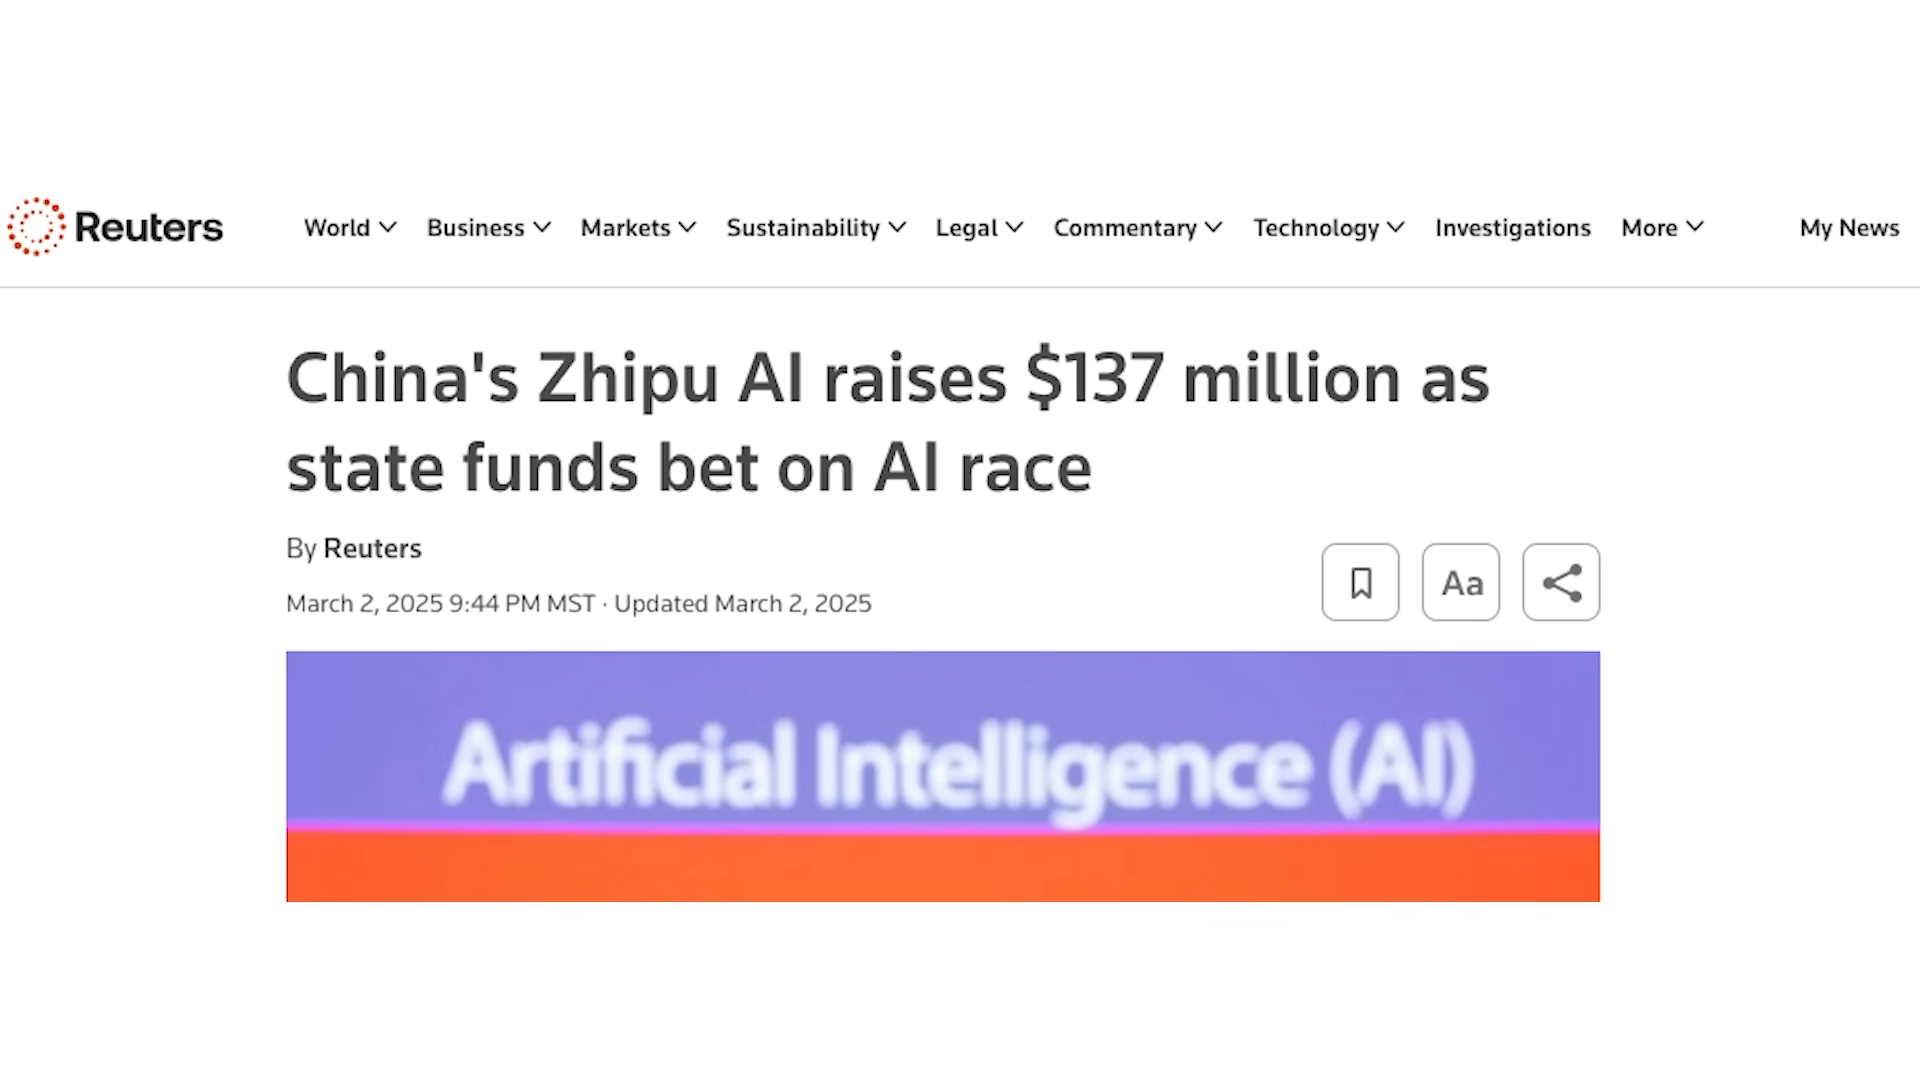 Reuters World Business Markets Sustainability Legal Commentary Technology Investigations More My News
China's Zhipu AI raises $137 million as
state funds bet on AI race
By Reuters
March 2, 2025 9:44 PM MST · Updated March 2, 2025
Aa
Artificial Intelligence (AI)